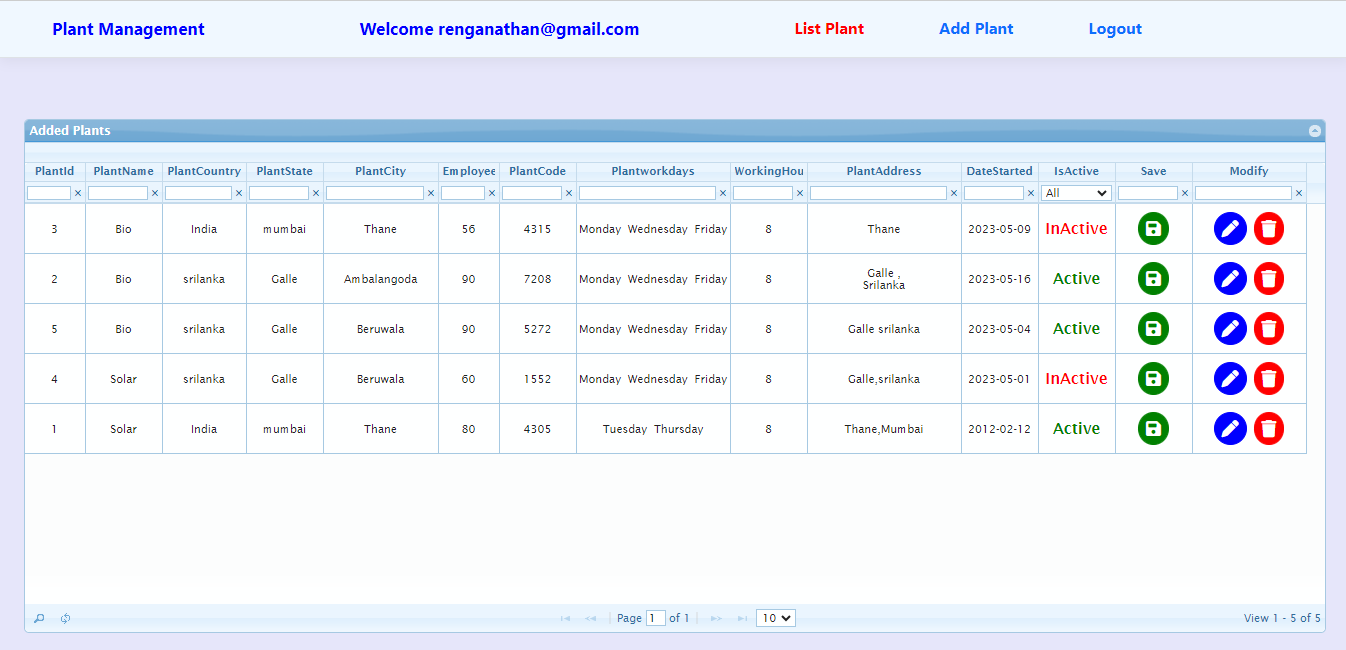 Plant Management Welcome renganathan@gmail.com List Plant Add Plant Logout
Added Plants
PlantId PlantName PlantCountry PlantState PlantCity Employee PlantCode Plantworkdays WorkingHou PlantAddress DateStarted IsActive Save Modify
x x x x x x x x x x x All x x
3 Bio India mumbai Thane 56 4315 Monday Wednesday Friday 8 Thane 2023-05-09 InActive
2 Bio srilanka Galle Ambalangoda 90 7208 Monday Wednesday Friday 8 Galle , 2023-05-16 Active
Srilanka
5 Bio srilanka Galle Beruwala 90 5272 Monday Wednesday Friday 8 Galle srilanka 2023-05-04 Active
4 Solar srilanka Galle Beruwala 60 1552 Monday Wednesday Friday 8 Galle,srilanka 2023-05-01 InActive
1 Solar India mumbai Thane 80 4305 Tuesday Thursday 8 Thane,Mumbai 2012-02-12 Active
Page 1 of 1 10 View 1 - 5 of 5